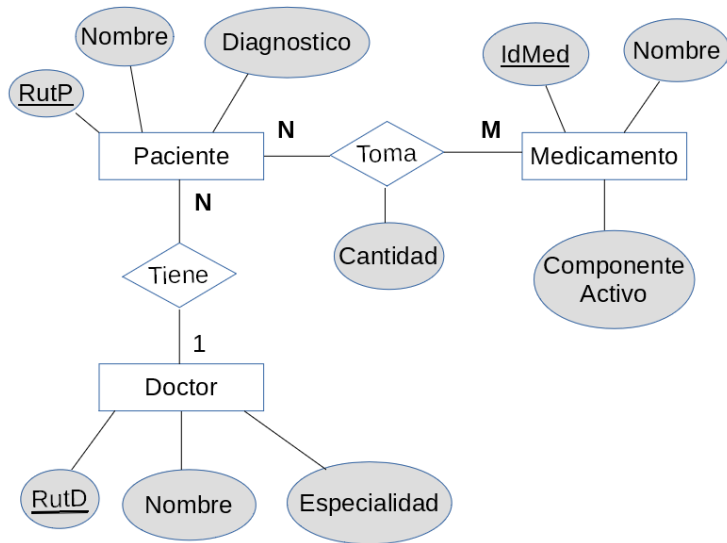 Nombre
Diagnostico
RutP
IdMed
Nombre
Paciente
N
Toma
M
Medicamento
Cantidad
Componente
Activo
N
Tiene
1
Doctor
RutD
Nombre
Especialidad